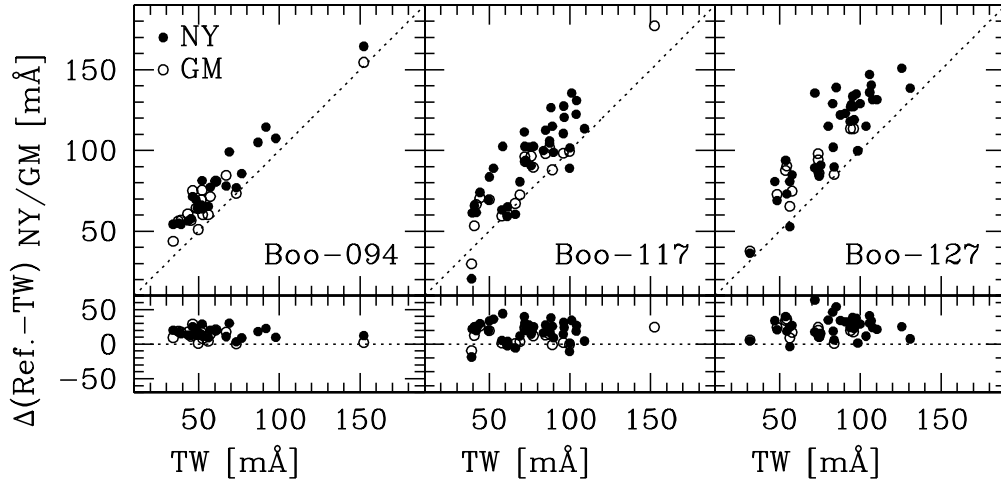 NY
GM
150
100
50
Boo-094
Boo-117
Boo-127
50
0
-50
50 100 150 50 100 150 50 100 150
TW [mÅ] TW [mÅ] TW [mÅ]
Δ(Ref.-TW) NY/GM [mÅ]